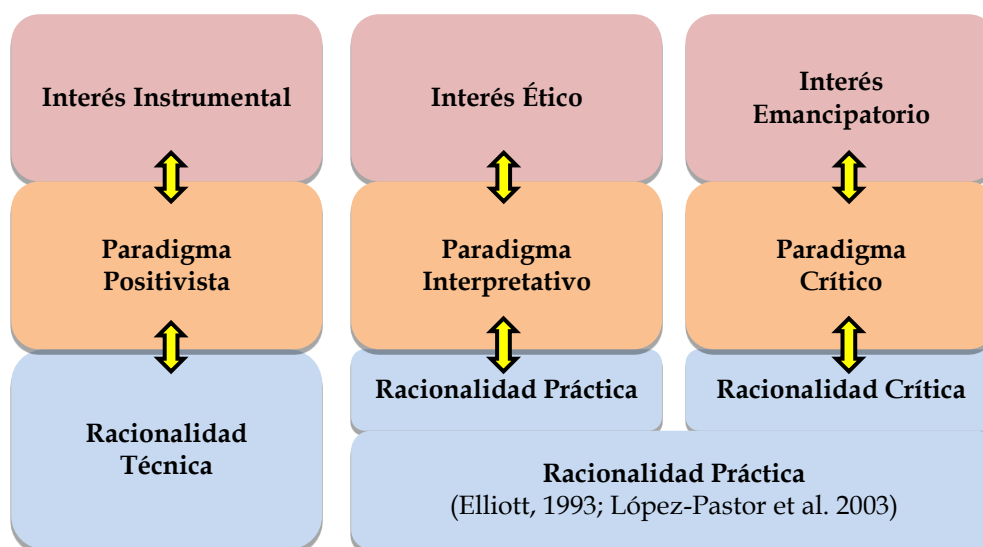 Interés Instrumental
Interés Ético
Interés
Emancipatorio
Paradigma
Positivista
Paradigma
Interpretativo
Paradigma
Crítico
Racionalidad
Técnica
Racionalidad Práctica
Racionalidad Crítica
Racionalidad Práctica
(Elliott, 1993; López-Pastor et al. 2003)